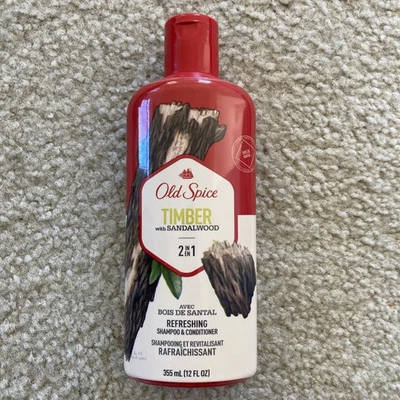 Old Spice
TIMBER
with SANDALWOOD
2 IN EN 1
AVEC
BOIS DE SANTAL
REFRESHING
SHAMPOO & CONDITIONER
SHAMPOOING ET REVITALISANT
RAFRAÎCHISSANT
355 mL (12 FL OZ)